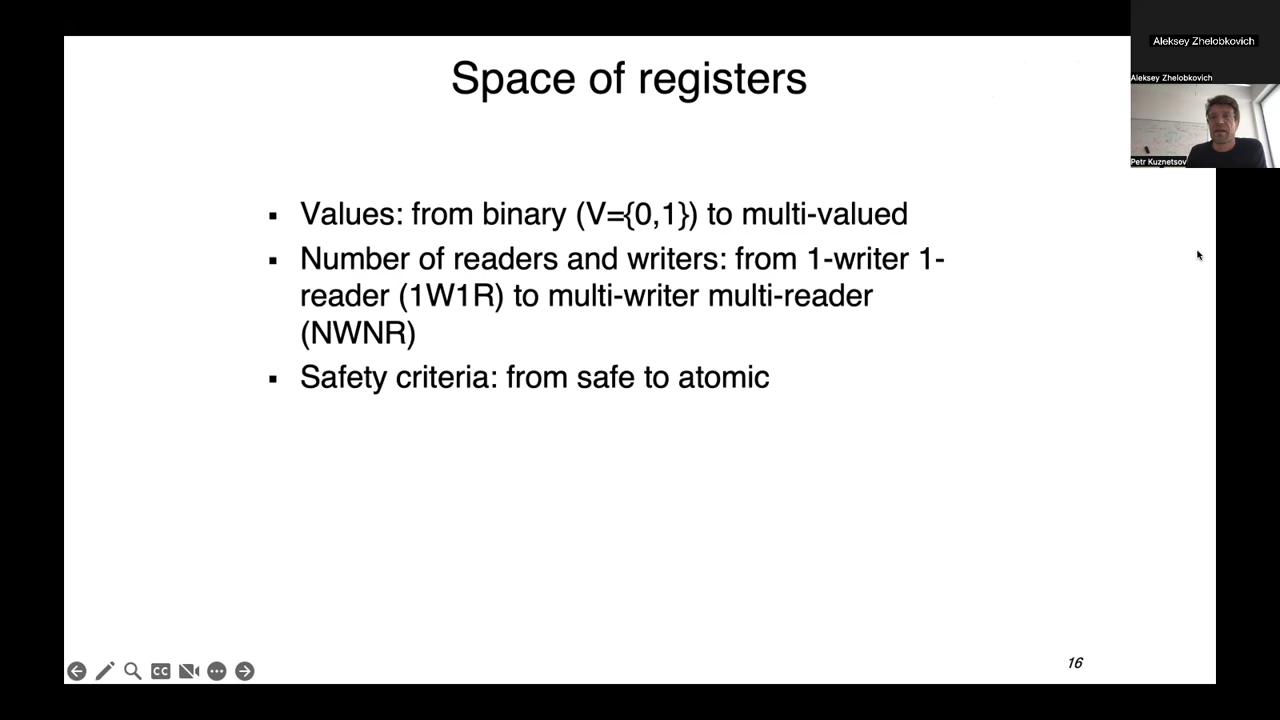 Space of registers
Aleksey Zhelobkovich
Aleksey Zhelobkovich
Petr Kuznetsov
▪ Values: from binary (V={0,1}) to multi-valued
▪ Number of readers and writers: from 1-writer 1-
reader (1W1R) to multi-writer multi-reader
(NWNR)
▪ Safety criteria: from safe to atomic
CC
16